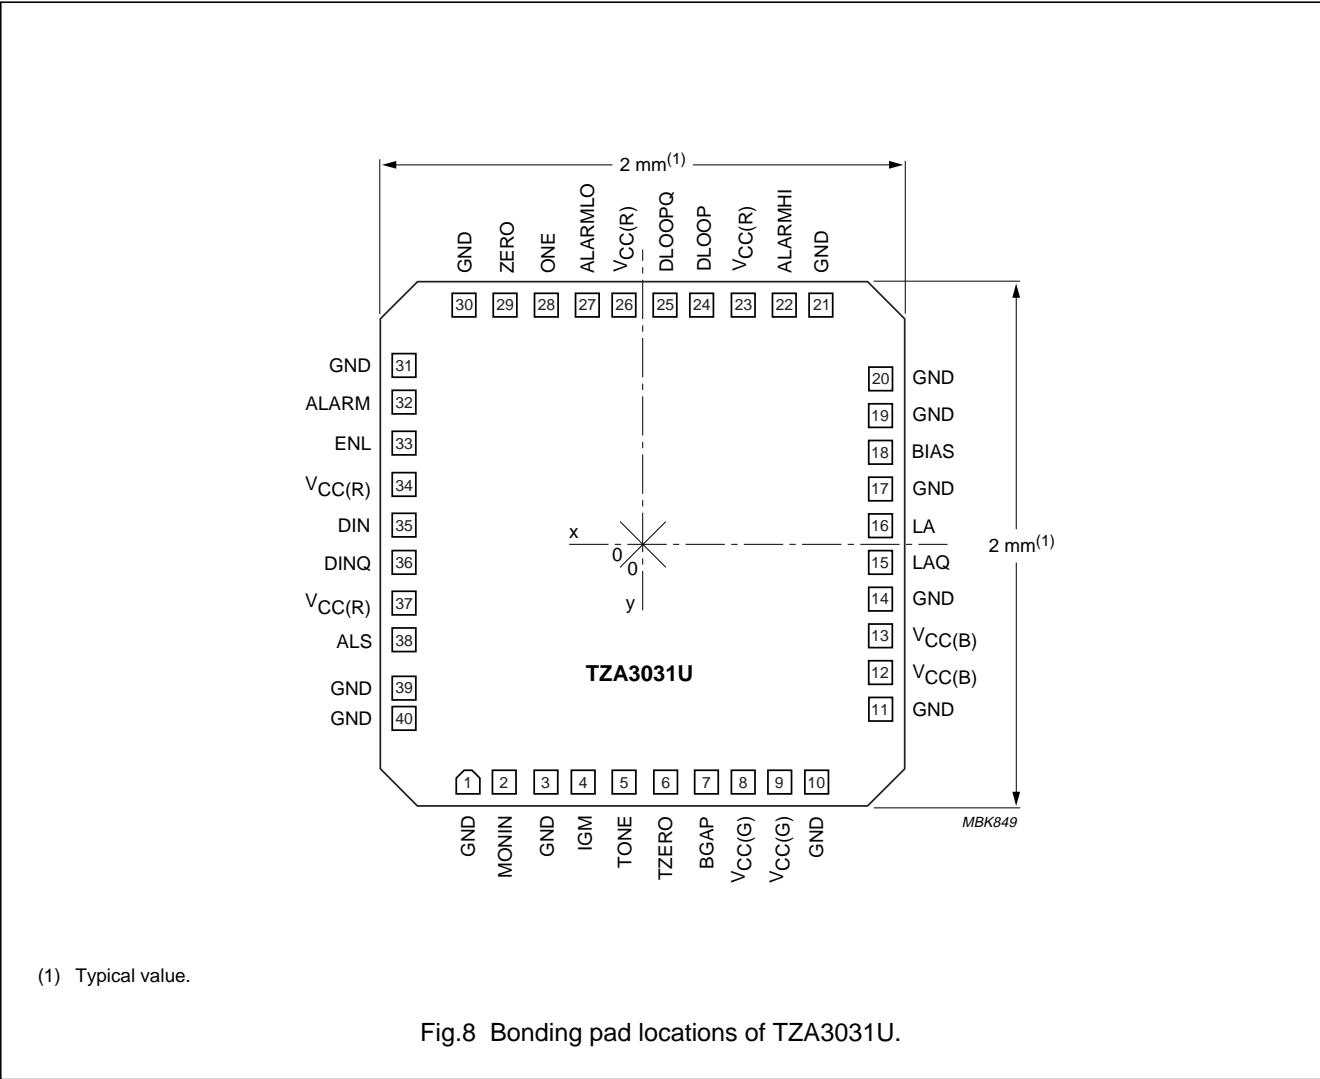 2 mm(1)
GND
ZERO
ONE
ALARMLO
VCC(R)
DLOOPQ
DLOOP
VCC(R)
ALARMHI
GND
30 29 28 27 26 25 24 23 22 21
GND 31
ALARM 32
ENL 33
VCC(R) 34
DIN 35
DINQ 36
VCC(R) 37
ALS 38
GND 39
GND 40
20 GND
19 GND
18 BIAS
17 GND
16 LA
15 LAQ
14 GND
13 VCC(B)
12 VCC(B)
11 GND
x
0
0
y
2 mm(1)
TZA3031U
1 2 3 4 5 6 7 8 9 10
GND
MONIN
GND
IGM
TONE
TZERO
BGAP
VCC(G)
VCC(G)
GND
MBK849
(1) Typical value.
Fig.8 Bonding pad locations of TZA3031U.